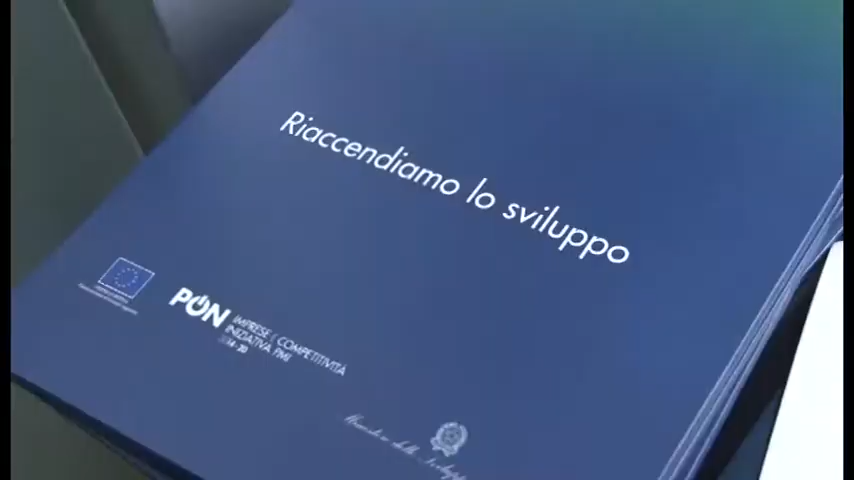 Riaccendiamo lo sviluppo
PON
IMPRESE E COMPETITIVITÀ
INIZIATIVA PMI